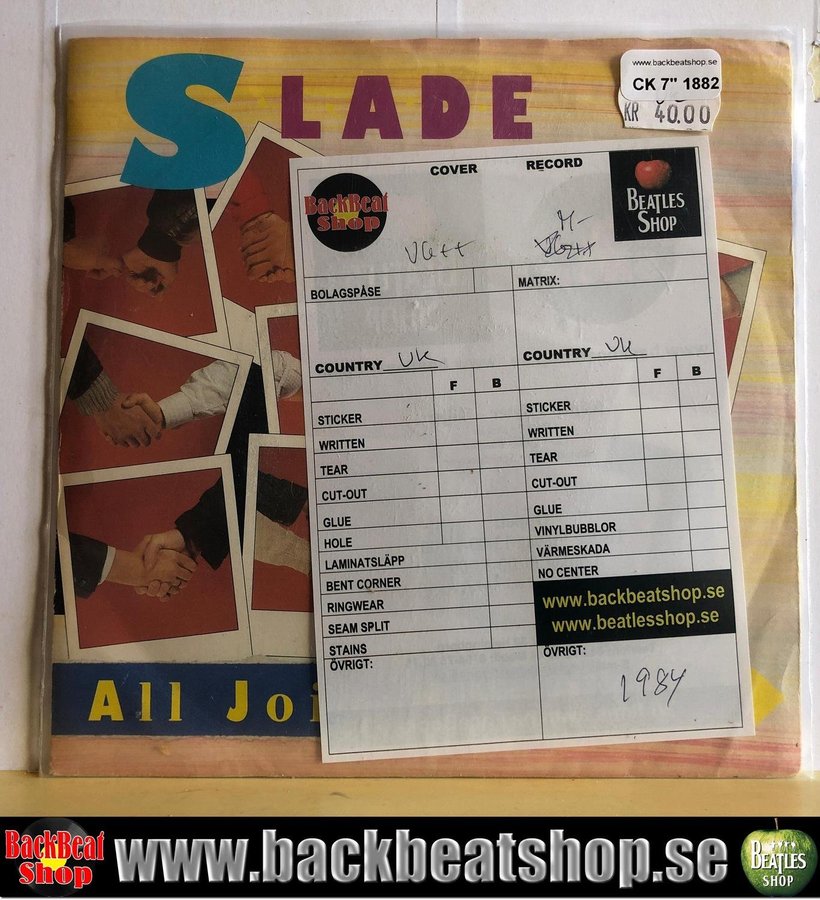 SLADE
www.backbeatshop.se
CK 7" 1882
KR 40.00
COVER RECORD
BackBeat
Shop
BEATLES
SHOP
VG++ M-
BOLAGSPÅSE MATRIX:
COUNTRY UK COUNTRY UK
F B F B
STICKER STICKER
WRITTEN WRITTEN
TEAR TEAR
CUT-OUT CUT-OUT
GLUE GLUE
HOLE VINYLBUBBLOR
LAMINATSLÄPP VÄRMESKADA
BENT CORNER NO CENTER
RINGWEAR www.backbeatshop.se
SEAM SPLIT www.beatlesshop.se
STAINS
ÖVRIGT: ÖVRIGT:
1984
All Joi
BackBeat
Shop
www.backbeatshop.se
BEATLES
SHOP